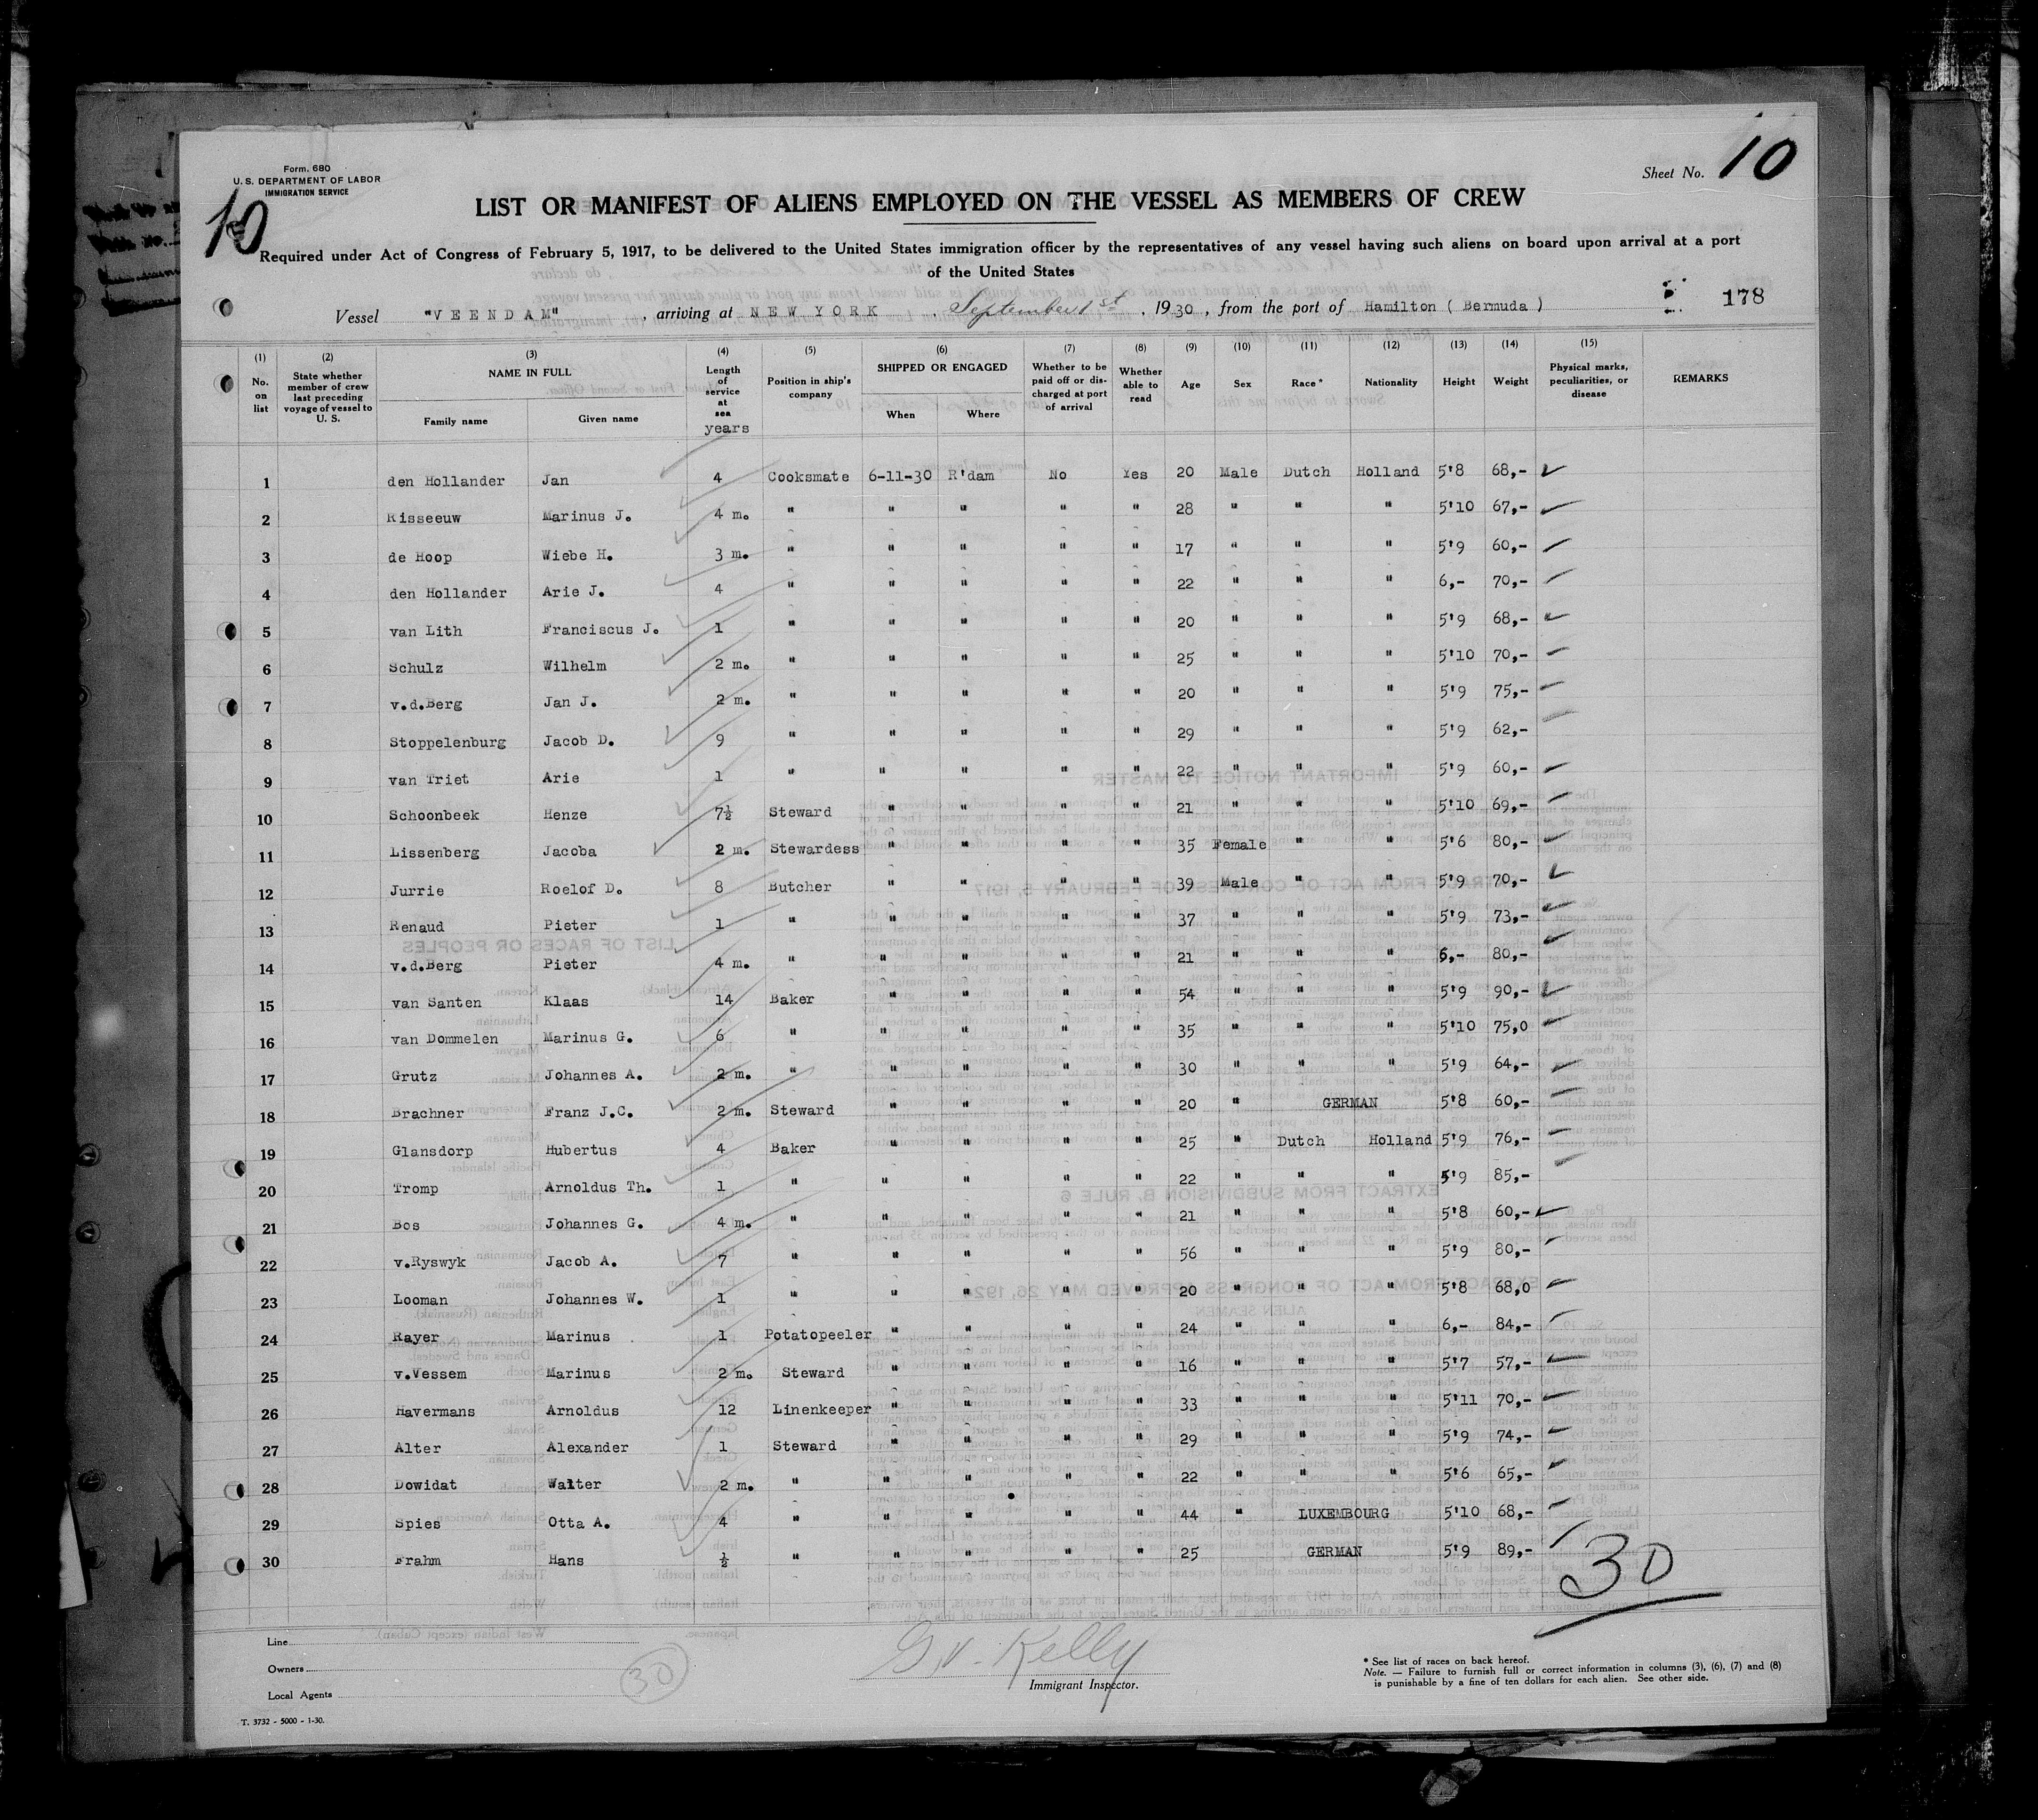 Form. 680
U. S. DEPARTMENT OF LABOR
IMMIGRATION SERVICE
10
Sheet No. 10
LIST OR MANIFEST OF ALIENS EMPLOYED ON THE VESSEL AS MEMBERS OF CREW
Required under Act of Congress of February 5, 1917, to be delivered to the United States immigration officer by the representatives of any vessel having such aliens on board upon arrival at a port
of the United States
Vessel "VEENDAM", arriving at NEW YORK, September 1st, 1930, from the port of Hamilton ( Bermuda ) 178
(1) No. on list (2) State whether member of crew last preceding voyage of vessel to U. S. (3) NAME IN FULL Family name Given name (4) Length of service at sea years (5) Position in ship's company (6) SHIPPED OR ENGAGED When Where (7) Whether to be paid off or discharged at port of arrival (8) Whether able to read (9) Age (10) Sex (11) Race * (12) Nationality (13) Height (14) Weight (15) Physical marks, peculiarities, or disease REMARKS
1 den Hollander Jan 4 Cooksmate 6-11-30 R'dam No Yes 20 Male Dutch Holland 5'8 68,-
2 Risseeuw Marinus J. 4 m. " " " " " 28 " " " 5'10 67,-
3 de Hoop Wiebe H. 3 m. " " " " " 17 " " " 5'9 60,-
4 den Hollander Arie J. 4 " " " " " 22 " " " 6,- 70,-
5 van Lith Franciscus J. 1 " " " " " 20 " " " 5'9 68,-
6 Schulz Wilhelm 2 m. " " " " " 25 " " " 5'10 70,-
7 v.d.Berg Jan J. 2 m. " " " " " 20 " " " 5'9 75,-
8 Stoppelenburg Jacob D. 9 " " " " " 29 " " " 5'9 62,-
9 van Triet Arie 1 " " " " " 22 " " " 5'9 60,-
10 Schoonbeek Henze 7½ Steward " " " " 21 " " " 5'10 69,-
11 Lissenberg Jacoba 2 m. Stewardess " " " " 35 Female " " 5'6 80,-
12 Jurrie Roelof D. 8 Butcher " " " " 39 Male " " 5'9 70,-
13 Renaud Pieter 1 " " " " " 37 " " " 5'9 73,-
14 v.d.Berg Pieter 4 m. " " " " " 21 " " " 6,- 80,-
15 van Santen Klaas 14 Baker " " " " 54 " " " 5'9 90,-
16 van Dommelen Marinus G. 6 " " " " " 35 " " " 5'10 75,0
17 Grutz Johannes A. 2 m. " " " " " 30 " " " 5'9 64,-
18 Brachner Franz J.C. 2 m. Steward " " " " 20 " GERMAN 5'8 60,-
19 Glansdorp Hubertus 4 Baker " " " " 25 " Dutch Holland 5'9 76,-
20 Tromp Arnoldus Th. 1 " " " " " 22 " " " 5'9 85,-
21 Bos Johannes G. 4 m. " " " " " 21 " " " 5'8 60,-
22 v.Ryswyk Jacob A. 7 " " " " " 56 " " " 5'9 80,-
23 Looman Johannes W. 1 " " " " " 20 " " " 5'8 68,0
24 Rayer Marinus 1 Potatopeeler " " " " 24 " " " 6,- 84,-
25 v.Vessem Marinus 2 m. Steward " " " " 16 " " " 5'7 57,-
26 Havermans Arnoldus 12 Linenkeeper " " " " 33 " " " 5'11 70,-
27 Alter Alexander 1 Steward " " " " 29 " " " 5'9 74,-
28 Dowidat Walter 2 m. " " " " " 22 " " " 5'6 65,-
29 Spies Otta A. 4 " " " " " 44 " LUXEMBOURG 5'10 68,-
30 Frahm Hans ½ " " " " " 25 " GERMAN 5'9 89,-
30
Line
Owners
Local Agents
30
G. V. Kelly
Immigrant Inspector.
* See list of races on back hereof.
Note. — Failure to furnish full or correct information in columns (3), (6), (7) and (8)
is punishable by a fine of ten dollars for each alien. See other side.
T. 3732 - 5000 - 1-30.